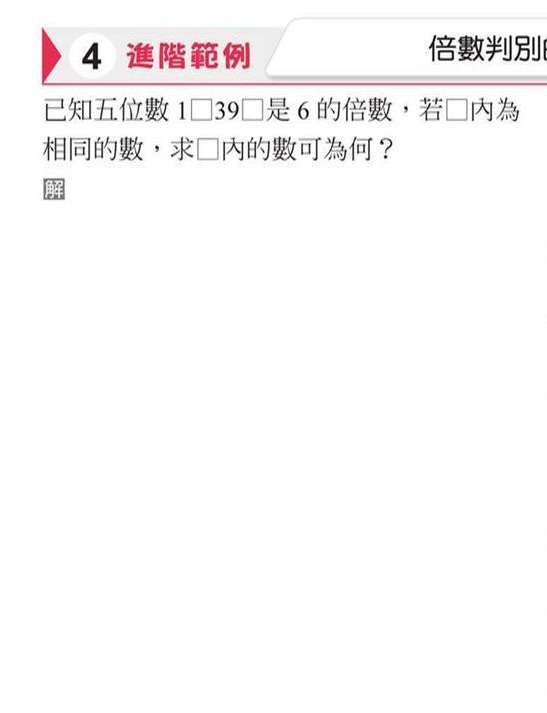 4 進階範例
倍數判別
已知五位數 1□39□是 6 的倍數，若□內為
相同的數，求□內的數可為何？
解